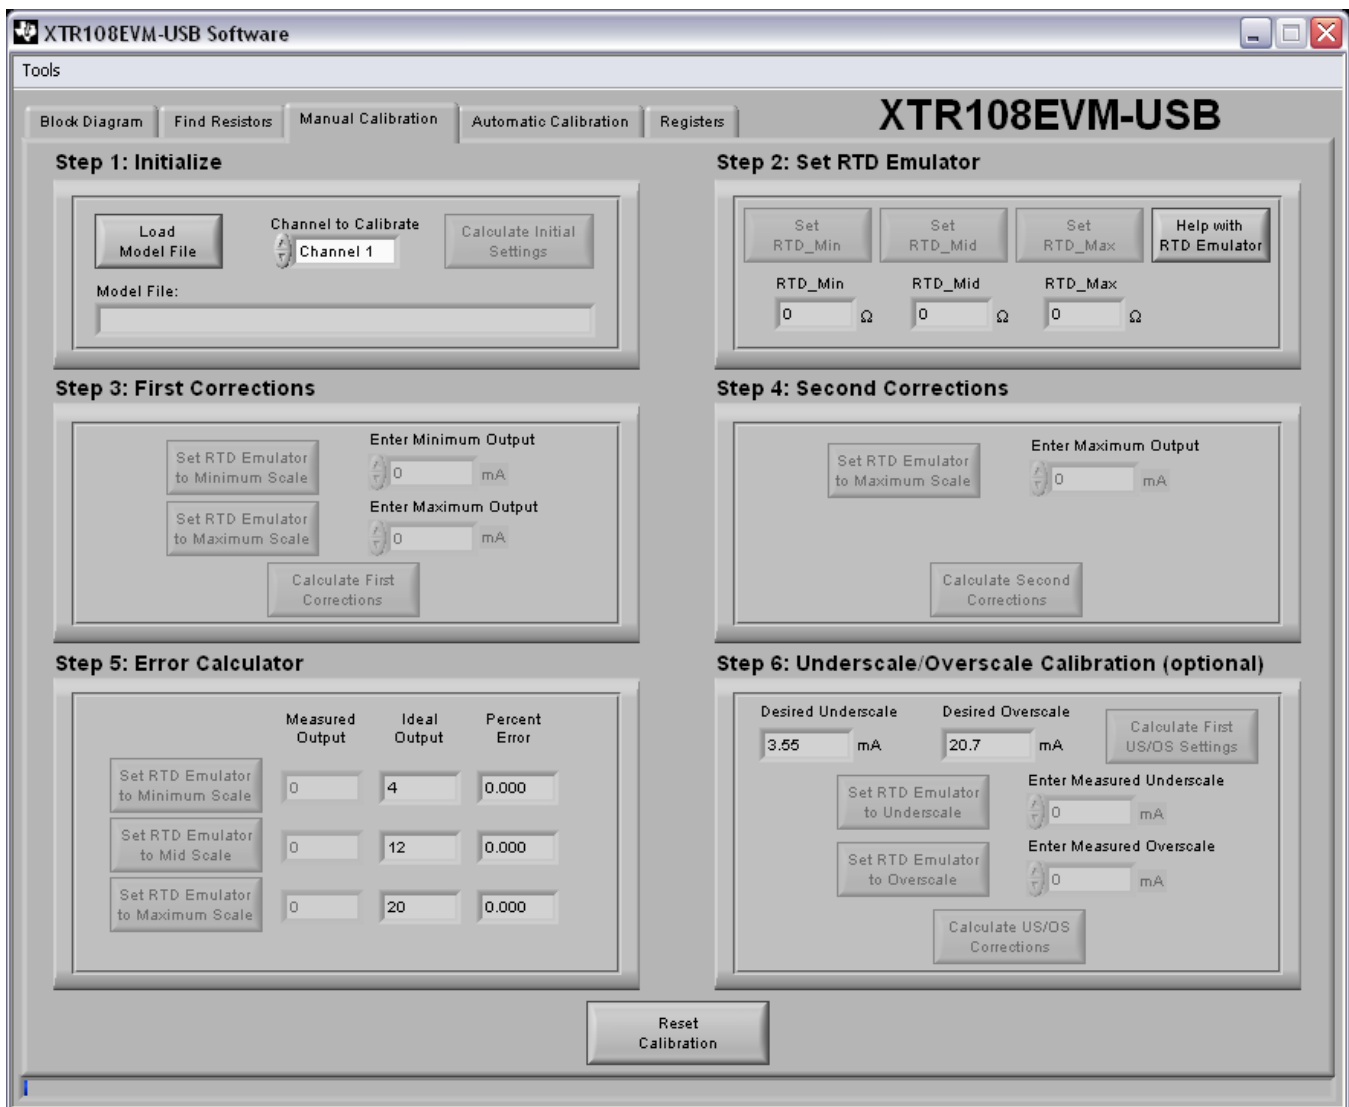 XTR108EVM-USB Software
Tools
Block Diagram
Find Resistors
Manual Calibration
Automatic Calibration
Registers
XTR108EVM-USB
Step 1: Initialize
Load
Model File
Channel to Calibrate
Channel 1
Calculate Initial
Settings
Model File:
Step 2: Set RTD Emulator
Set
RTD_Min
Set
RTD_Mid
Set
RTD_Max
Help with
RTD Emulator
RTD_Min
RTD_Mid
RTD_Max
0 Ω
0 Ω
0 Ω
Step 3: First Corrections
Set RTD Emulator
to Minimum Scale
Enter Minimum Output
0 mA
Set RTD Emulator
to Maximum Scale
Enter Maximum Output
0 mA
Calculate First
Corrections
Step 4: Second Corrections
Set RTD Emulator
to Maximum Scale
Enter Maximum Output
0 mA
Calculate Second
Corrections
Step 5: Error Calculator
Measured
Output
Ideal
Output
Percent
Error
Set RTD Emulator
to Minimum Scale
0
4
0.000
Set RTD Emulator
to Mid Scale
0
12
0.000
Set RTD Emulator
to Maximum Scale
0
20
0.000
Step 6: Underscale/Overscale Calibration (optional)
Desired Underscale
3.55 mA
Desired Overscale
20.7 mA
Calculate First
US/OS Settings
Set RTD Emulator
to Underscale
Enter Measured Underscale
0 mA
Set RTD Emulator
to Overscale
Enter Measured Overscale
0 mA
Calculate US/OS
Corrections
Reset
Calibration